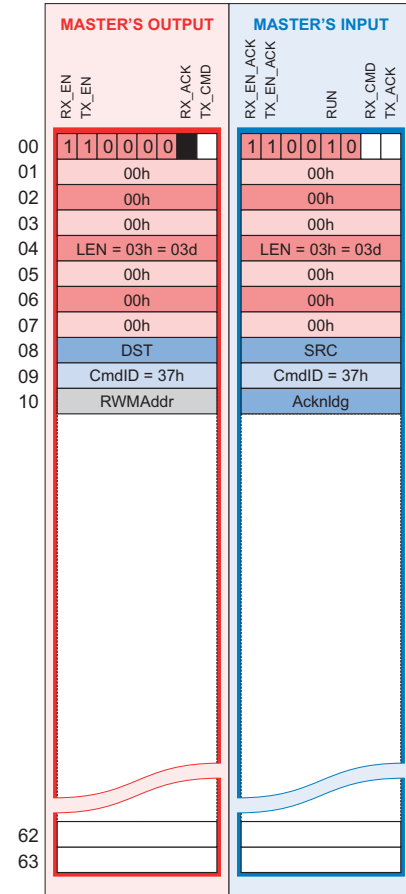 MASTER'S OUTPUT MASTER'S INPUT
RX_EN TX_EN RX_ACK TX_CMD RX_EN_ACK TX_EN_ACK RUN RX_CMD TX_ACK
00 1 1 0 0 0 0 1 1 0 0 1 0
01 00h 00h
02 00h 00h
03 00h 00h
04 LEN = 03h = 03d LEN = 03h = 03d
05 00h 00h
06 00h 00h
07 00h 00h
08 DST SRC
09 CmdID = 37h CmdID = 37h
10 RWMAddr Acknldg
62
63